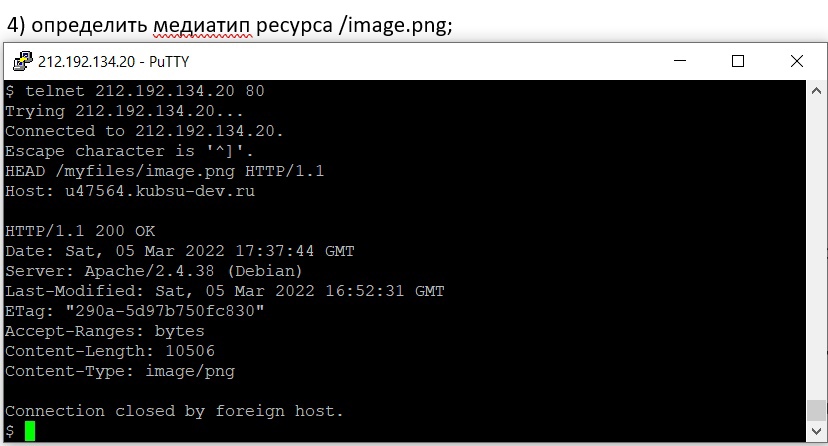 4) определить медиатип ресурса /image.png;
212.192.134.20 - PuTTY
$ telnet 212.192.134.20 80
Trying 212.192.134.20...
Connected to 212.192.134.20.
Escape character is '^]'.
HEAD /myfiles/image.png HTTP/1.1
Host: u47564.kubsu-dev.ru
HTTP/1.1 200 OK
Date: Sat, 05 Mar 2022 17:37:44 GMT
Server: Apache/2.4.38 (Debian)
Last-Modified: Sat, 05 Mar 2022 16:52:31 GMT
ETag: "290a-5d97b750fc830"
Accept-Ranges: bytes
Content-Length: 10506
Content-Type: image/png
Connection closed by foreign host.
$